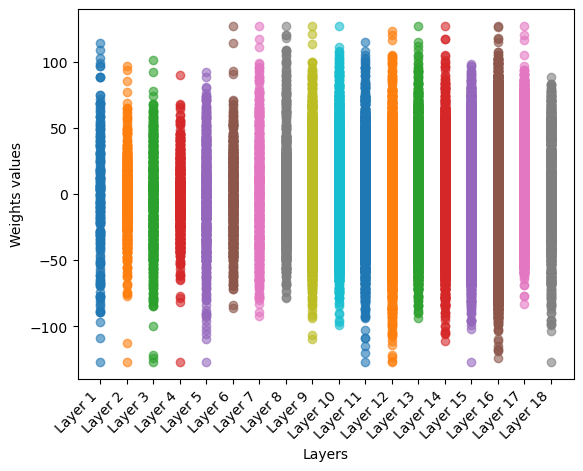 Weights values
100
50
0
−50
−100
Layer 1
Layer 2
Layer 3
Layer 4
Layer 5
Layer 6
Layer 7
Layer 8
Layer 9
Layer 10
Layer 11
Layer 12
Layer 13
Layer 14
Layer 15
Layer 16
Layer 17
Layer 18
Layers